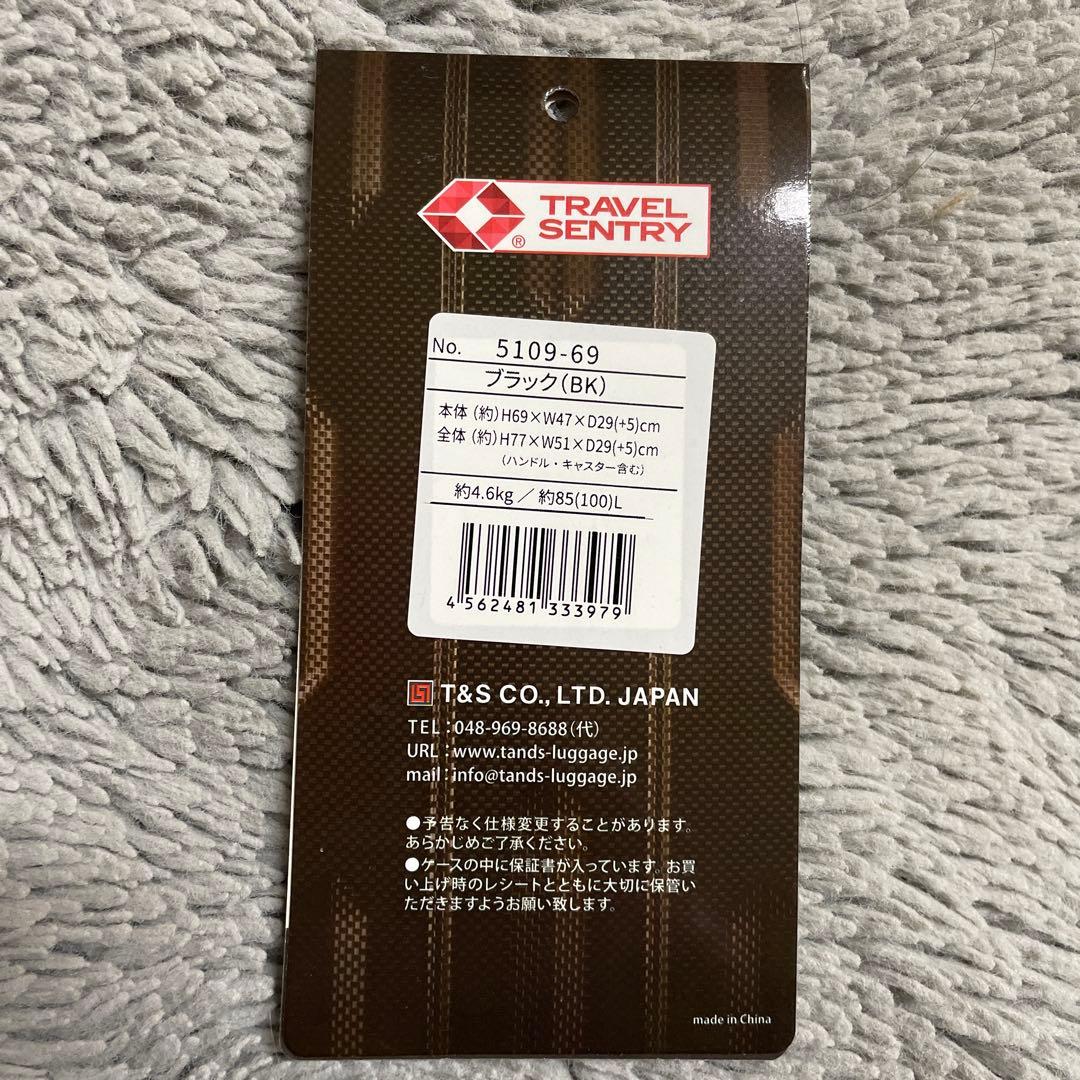 TRAVEL
SENTRY
®
No. 5109-69
ブラック(BK)
本体 (約)H69×W47×D29(+5)cm
全体 (約)H77×W51×D29(+5)cm
(ハンドル・キャスター含む)
約4.6kg / 約85(100)L
4 562481 333979
T&S CO., LTD. JAPAN
TEL:048-969-8688(代)
URL:www.tands-luggage.jp
mail:info@tands-luggage.jp
●予告なく仕様変更することがあります。
あらかじめご了承ください。
●ケースの中に保証書が入っています。お買
い上げ時のレシートとともに大切に保管い
ただきますようお願い致します。
made in China